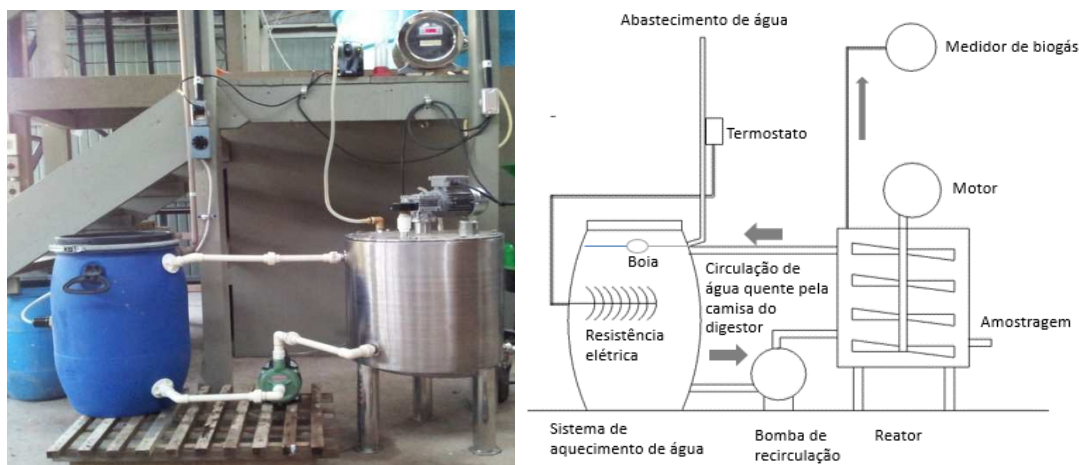 Abastecimento de água
Medidor de biogás
Termostato
Motor
Boia
Circulação de
água quente pela
camisa do
digestor
Resistência
elétrica
Amostragem
Sistema de
aquecimento de água
Bomba de
recirculação
Reator